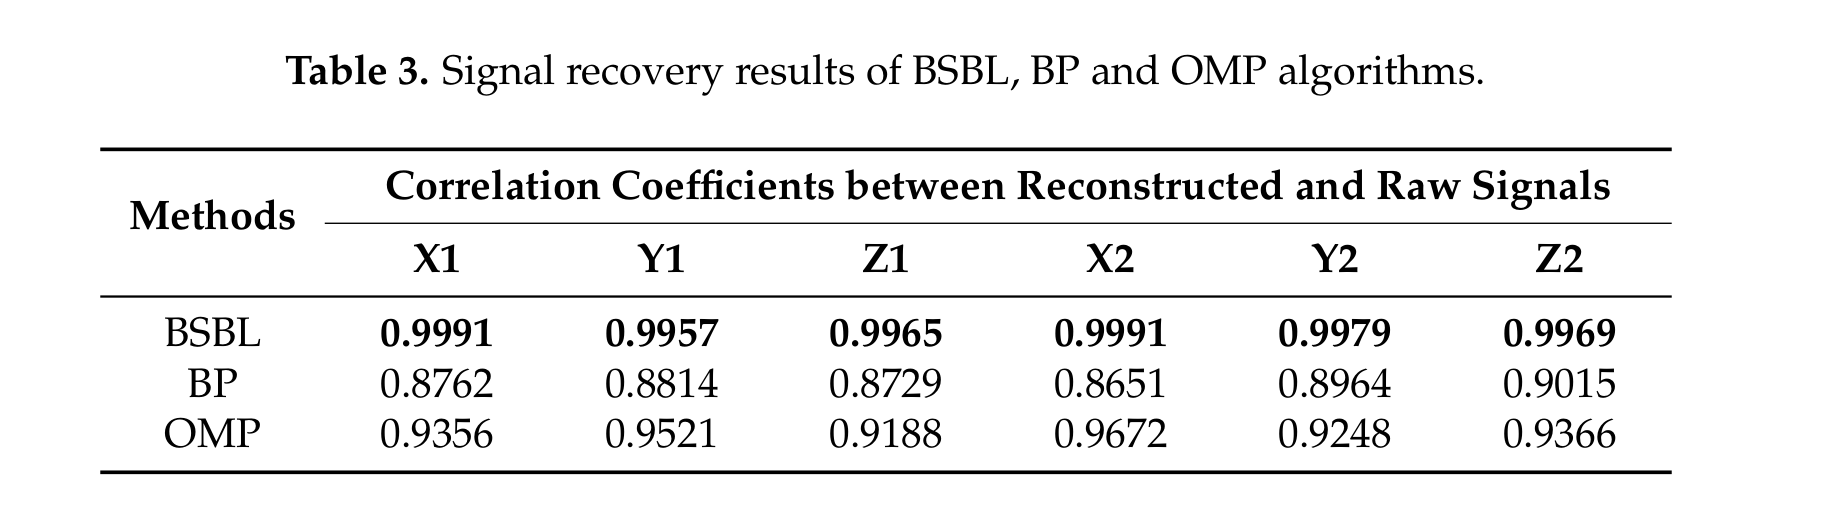 Table 3. Signal recovery results of BSBL, BP and OMP algorithms.
Methods Correlation Coefficients between Reconstructed and Raw Signals
X1 Y1 Z1 X2 Y2 Z2
BSBL 0.9991 0.9957 0.9965 0.9991 0.9979 0.9969
BP 0.8762 0.8814 0.8729 0.8651 0.8964 0.9015
OMP 0.9356 0.9521 0.9188 0.9672 0.9248 0.9366